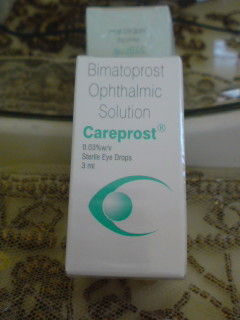 Bimatoprost
Ophthalmic
Solution
Careprost®
0.03%w/v
Sterile Eye Drops
3 ml